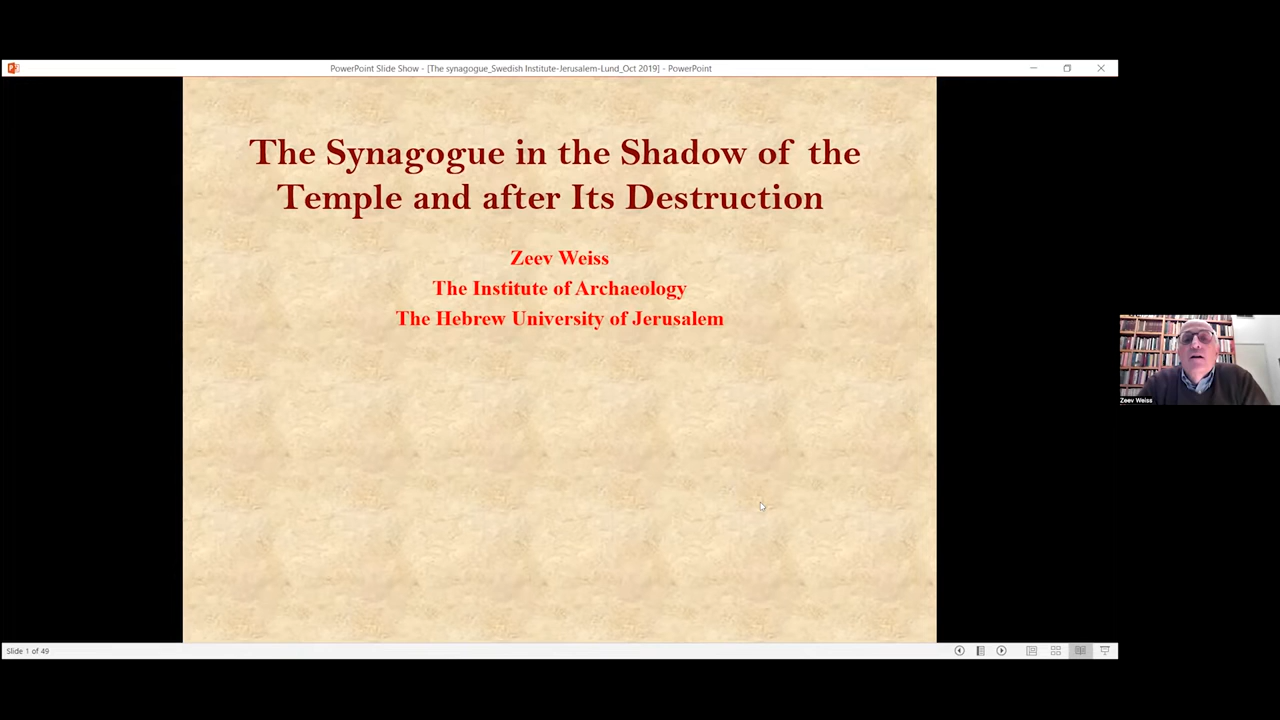 PowerPoint Slide Show - [The synagogue_Swedish Institute-Jerusalem-Lund_Oct 2019] - PowerPoint
The Synagogue in the Shadow of the
Temple and after Its Destruction
Zeev Weiss
The Institute of Archaeology
The Hebrew University of Jerusalem
Zeev Weiss
Slide 1 of 49